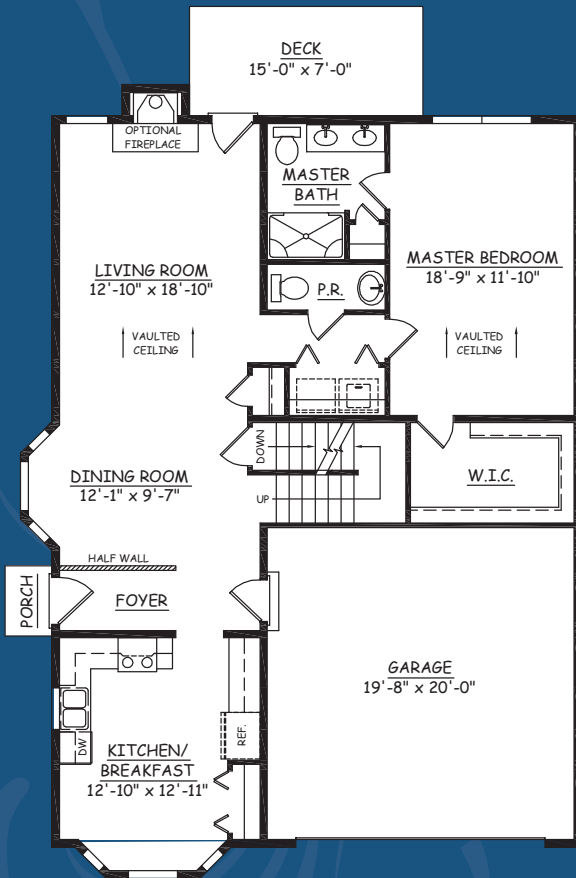 DECK
15'-0" x 7'-0"
OPTIONAL
FIREPLACE
MASTER
BATH
LIVING ROOM
12'-10" x 18'-10"
MASTER BEDROOM
18'-9" x 11'-10"
P.R.
VAULTED
CEILING
VAULTED
CEILING
DOWN
DINING ROOM
12'-1" x 9'-7"
W.I.C.
UP
HALF WALL
PORCH
FOYER
GARAGE
19'-8" x 20'-0"
REF.
DW
KITCHEN/
BREAKFAST
12'-10" x 12'-11"